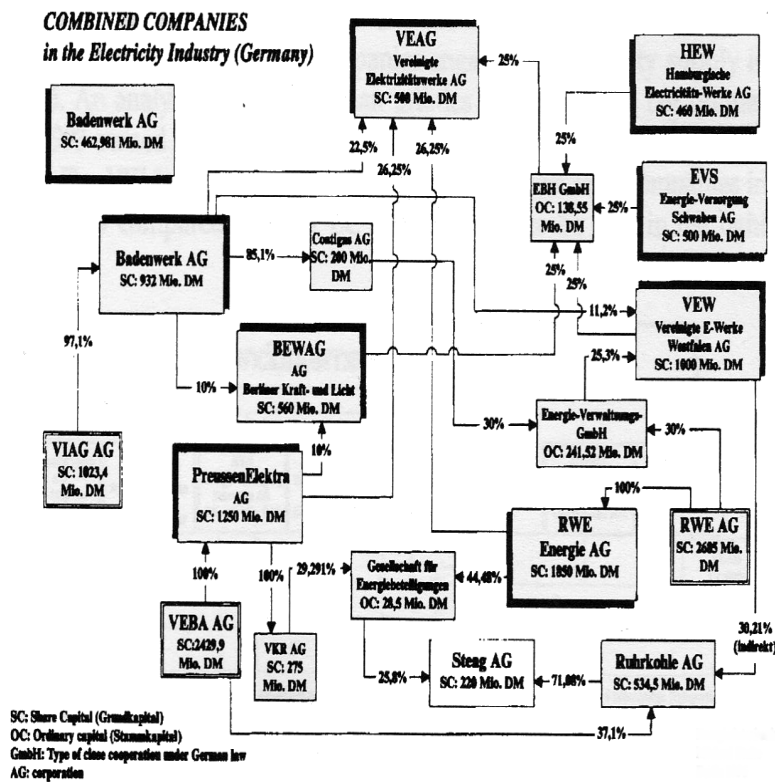 COMBINED COMPANIES
in the Electricity Industry (Germany)
VEAG
Vereinigte
Elektrizitätswerke AG
SC: 500 Mio. DM
25%
HEW
Hamburgische
Electricitäts-Werke AG
SC: 460 Mio. DM
Badenwerk AG
SC: 462,981 Mio. DM
22,5%
26,25%
26,25%
25%
EBH GmbH
OC: 138,55
Mio. DM
25%
EVS
Energie-Versorgung
Schwaben AG
SC: 500 Mio. DM
Badenwerk AG
SC: 932 Mio. DM
85,1%
Contigas AG
SC: 280 Mio.
DM
25%
25%
11,2%
VEW
Vereinigte E-Werke
Westfalen AG
SC: 1000 Mio. DM
97,1%
10%
BEWAG
AG
Berliner Kraft- und Licht
SC: 560 Mio. DM
25,3%
VIAG AG
SC: 1023,4
Mio. DM
10%
30%
Energie-Verwaltungs-
GmbH
OC: 241,52 Mio. DM
30%
PreussenElektra
AG
SC: 1250 Mio. DM
100%
RWE
Energie AG
SC: 1850 Mio. DM
RWE AG
SC: 2685 Mio.
DM
100%
100%
29,291%
Gesellschaft für
Energiebeteiligungen
OC: 28,5 Mio. DM
44,48%
VEBA AG
SC:2429,9
Mio. DM
VKR AG
SC: 275
Mio. DM
25,8%
Steag AG
SC: 220 Mio. DM
71,08%
Ruhrkohle AG
SC: 534,5 Mio. DM
30,21%
(indirekt)
37,1%
SC: Share Capital (Grundkapital)
OC: Ordinary capital (Stammkapital)
GmbH: Type of close cooperation under German law
AG: corporation